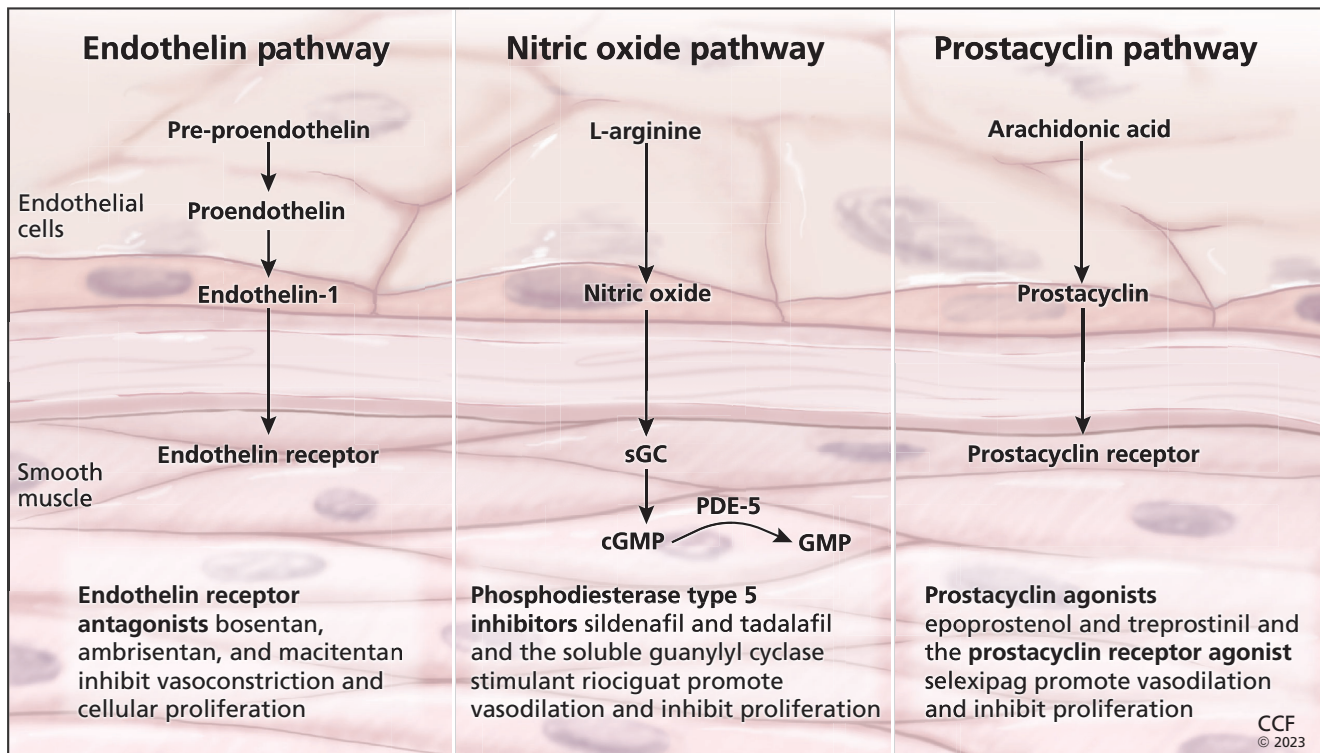 Endothelin pathway
Pre-proendothelin
Proendothelin
Endothelin-1
Endothelin receptor
Endothelial
cells
Smooth
muscle
Endothelin receptor
antagonists bosentan,
ambrisentan, and macitentan
inhibit vasoconstriction and
cellular proliferation
Nitric oxide pathway
L-arginine
Nitric oxide
sGC
PDE-5
cGMP
GMP
Phosphodiesterase type 5
inhibitors sildenafil and tadalafil
and the soluble guanylyl cyclase
stimulant riociguat promote
vasodilation and inhibit proliferation
Prostacyclin pathway
Arachidonic acid
Prostacyclin
Prostacyclin receptor
Prostacyclin agonists
epoprostenol and treprostinil and
the prostacyclin receptor agonist
selexipag promote vasodilation
and inhibit proliferation
CCF
© 2023